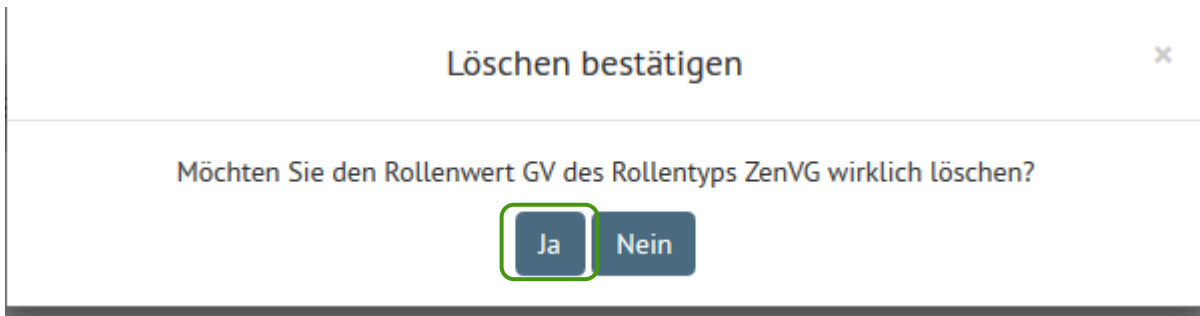 Löschen bestätigen ×
Möchten Sie den Rollenwert GV des Rollentyps ZenVG wirklich löschen?
Ja Nein